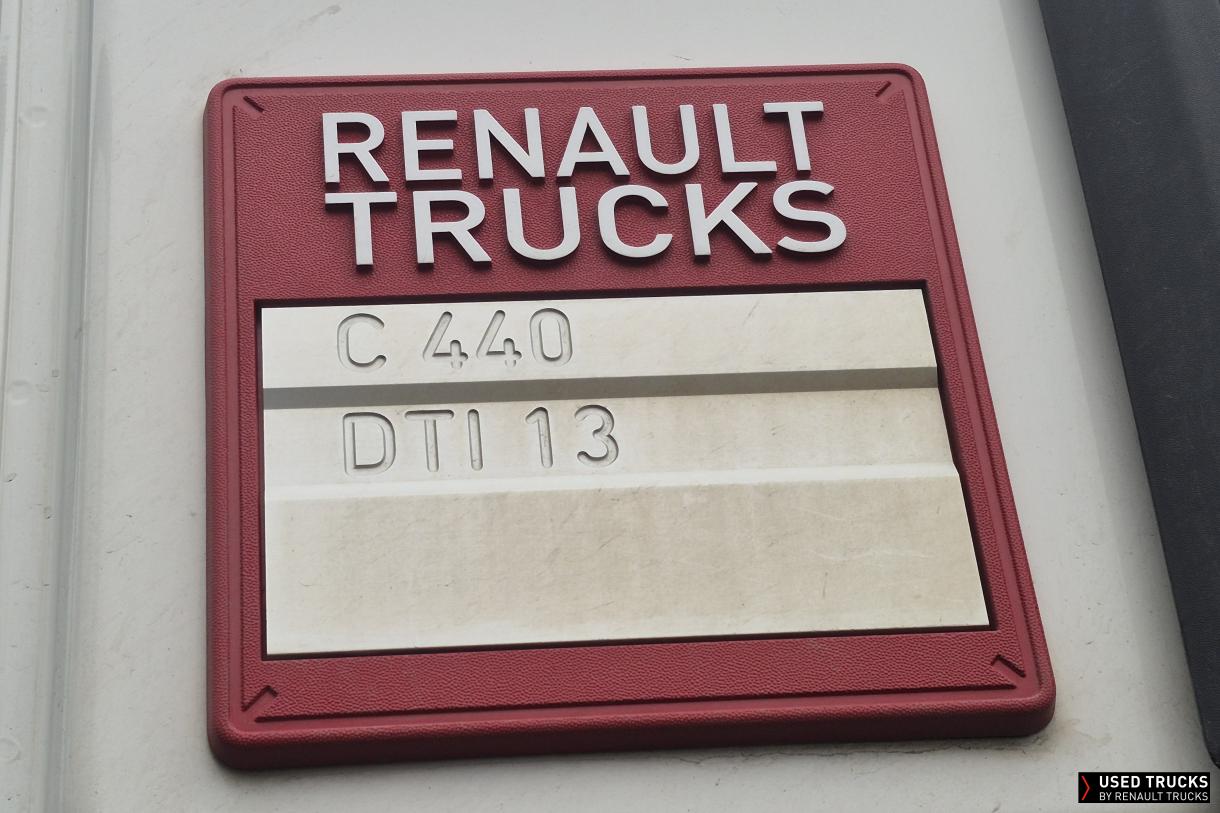 RENAULT
TRUCKS
C 440
DTI 13
USED TRUCKS
BY RENAULT TRUCKS